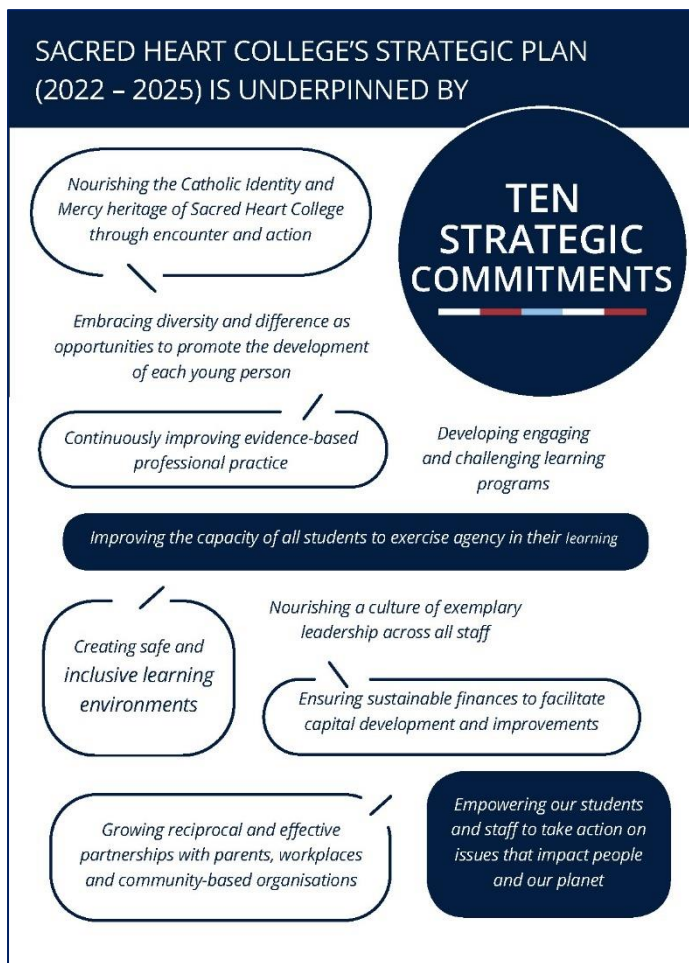 SACRED HEART COLLEGE'S STRATEGIC PLAN
(2022 – 2025) IS UNDERPINNED BY
TEN
STRATEGIC
COMMITMENTS
Nourishing the Catholic Identity and
Mercy heritage of Sacred Heart College
through encounter and action
Embracing diversity and difference as
opportunities to promote the development
of each young person
Continuously improving evidence-based
professional practice
Developing engaging
and challenging learning
programs
Improving the capacity of all students to exercise agency in their learning
Creating safe and
inclusive learning
environments
Nourishing a culture of exemplary
leadership across all staff
Ensuring sustainable finances to facilitate
capital development and improvements
Growing reciprocal and effective
partnerships with parents, workplaces
and community-based organisations
Empowering our students
and staff to take action on
issues that impact people
and our planet